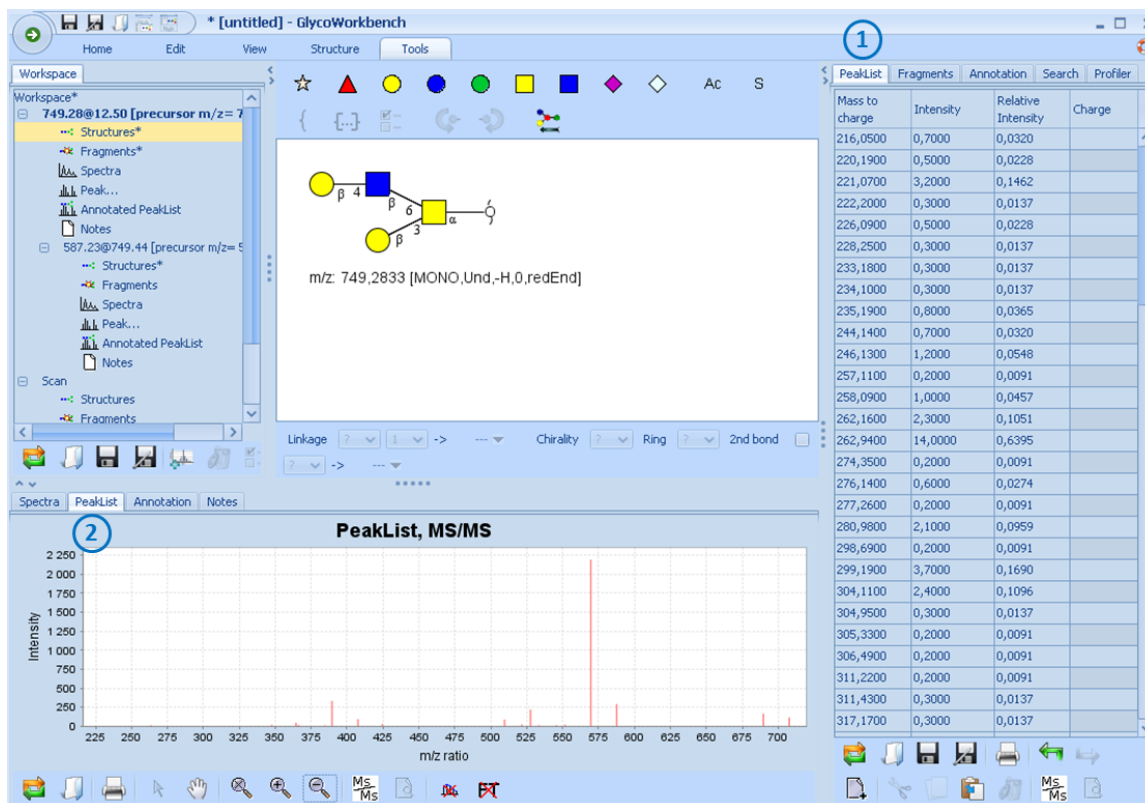 * [untitled] - GlycoWorkbench
Home Edit View Structure Tools
1
Workspace
Workspace*
749.28@12.50 [precursor m/z= 7
Structures*
Fragments*
Spectra
Peak...
Annotated PeakList
Notes
587.23@749.44 [precursor m/z= 5
Structures*
Fragments
Spectra
Peak...
Annotated PeakList
Notes
Scan
Structures
Fragments
Ac S
{ {...}
β 4 β 6 α
β 3
m/z: 749,2833 [MONO,Und,-H,0,redEnd]
Linkage ? 1 -> --- Chirality ? Ring ? 2nd bond
? -> ---
PeakList Fragments Annotation Search Profiler
Mass to charge Intensity Relative Intensity Charge
216,0500 0,7000 0,0320
220,1900 0,5000 0,0228
221,0700 3,2000 0,1462
222,2000 0,3000 0,0137
226,0900 0,5000 0,0228
228,2500 0,3000 0,0137
233,1800 0,3000 0,0137
234,1000 0,3000 0,0137
235,1900 0,8000 0,0365
244,1400 0,7000 0,0320
246,1300 1,2000 0,0548
257,1100 0,2000 0,0091
258,0900 1,0000 0,0457
262,1600 2,3000 0,1051
262,9400 14,0000 0,6395
274,3500 0,2000 0,0091
276,1400 0,6000 0,0274
277,2600 0,2000 0,0091
280,9800 2,1000 0,0959
298,6900 0,2000 0,0091
299,1900 3,7000 0,1690
304,1100 2,4000 0,1096
304,9500 0,3000 0,0137
305,3300 0,2000 0,0091
306,4900 0,2000 0,0091
311,2200 0,2000 0,0091
311,4300 0,3000 0,0137
317,1700 0,3000 0,0137
Ms/Ms
Spectra PeakList Annotation Notes
2
PeakList, MS/MS
Intensity
2 250
2 000
1 750
1 500
1 250
1 000
750
500
250
0
225 250 275 300 325 350 375 400 425 450 475 500 525 550 575 600 625 650 675 700
m/z ratio
Ms/Ms